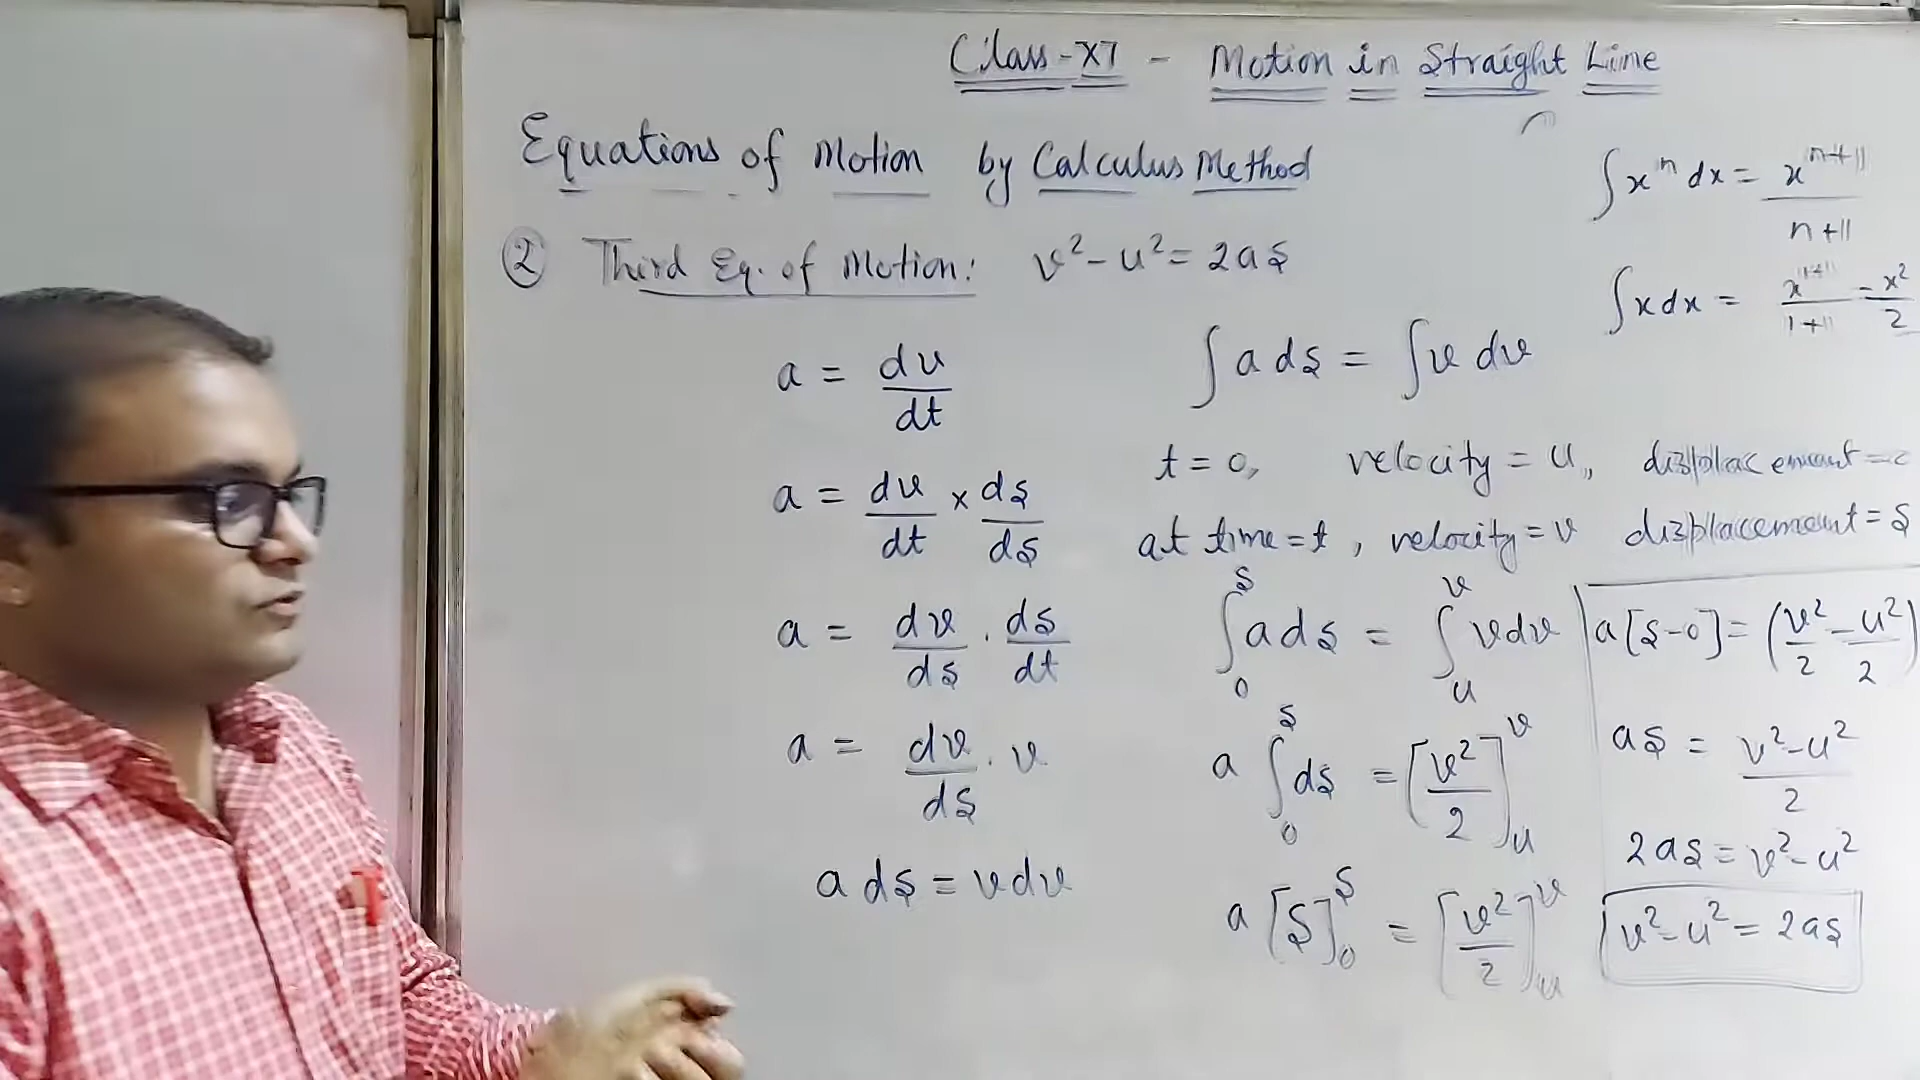 Class-XI - Motion in Straight Line
Equations of Motion by Calculus Method
② Third Eq. of Motion: v² - u² = 2as
a = dv/dt
a = dv/dt × ds/ds
a = dv/ds . ds/dt
a = dv/ds . v
a ds = v dv
∫ a ds = ∫ v dv
t = 0, velocity = u, displacement = 0
at time = t, velocity = v displacement = s
∫₀ˢ a ds = ∫ᵤᵛ v dv
a ∫₀ˢ ds = [v²/2]ᵤᵛ
a [s]₀ˢ = [v²/2]ᵤᵛ
∫ xⁿ dx = xⁿ⁺¹/n+1
∫ x dx = x¹⁺¹/1+1 = x²/2
a[s-0] = (v²/2 - u²/2)
as = v² - u²/2
2as = v² - u²
v² - u² = 2as